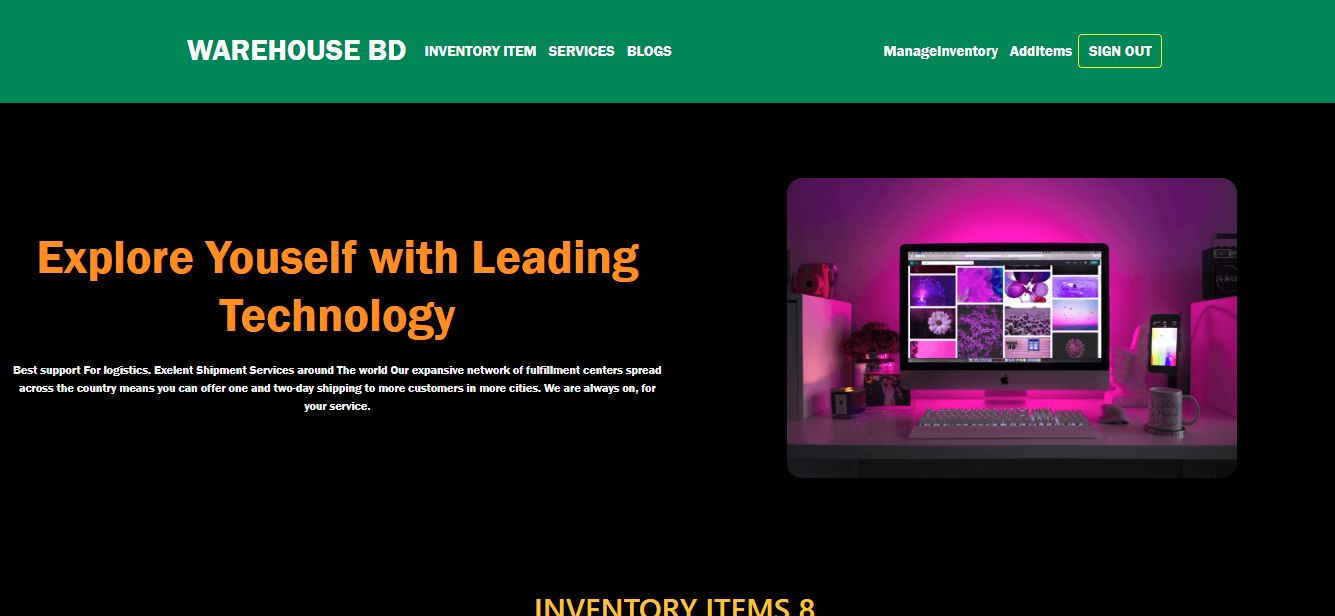 WAREHOUSE BD INVENTORY ITEM SERVICES BLOGS ManageInventory AddItems SIGN OUT
Explore Youself with Leading
Technology
Best support For logistics. Exelent Shipment Services around The world Our expansive network of fulfillment centers spread
across the country means you can offer one and two-day shipping to more customers in more cities. We are always on, for
your service.
INVENTORY ITEMS 8